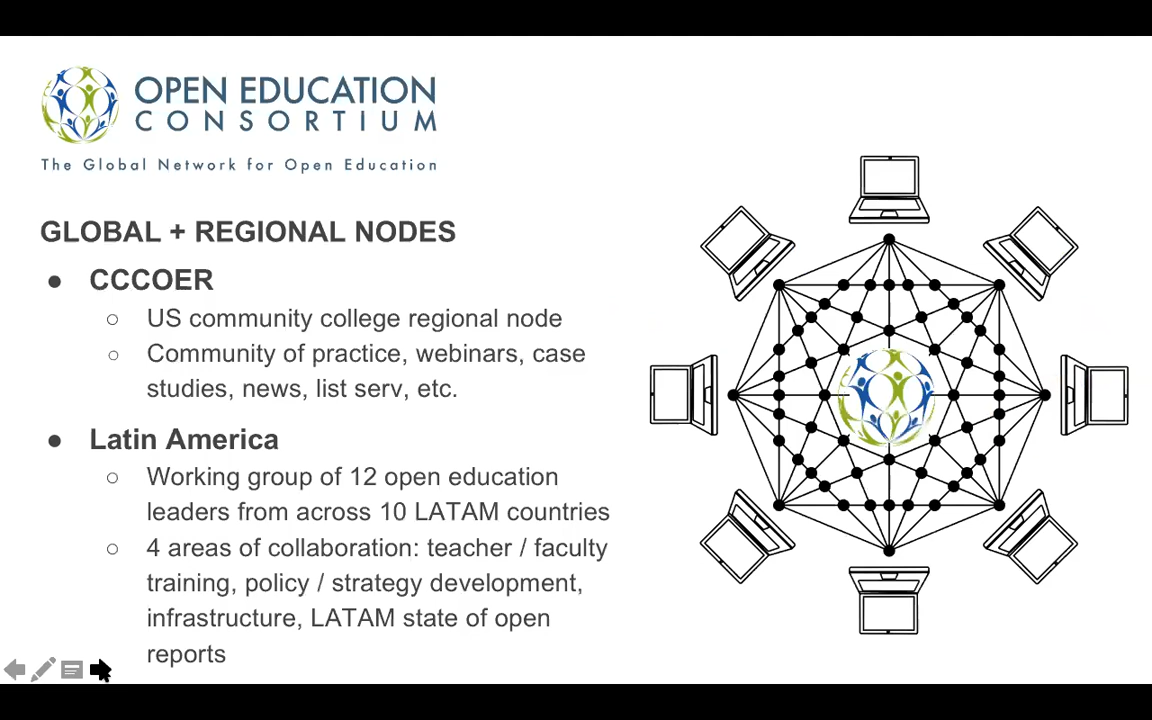 OPEN EDUCATION
CONSORTIUM
The Global Network for Open Education
GLOBAL + REGIONAL NODES
● CCCOER
○ US community college regional node
○ Community of practice, webinars, case
studies, news, list serv, etc.
● Latin America
○ Working group of 12 open education
leaders from across 10 LATAM countries
○ 4 areas of collaboration: teacher / faculty
training, policy / strategy development,
infrastructure, LATAM state of open
reports